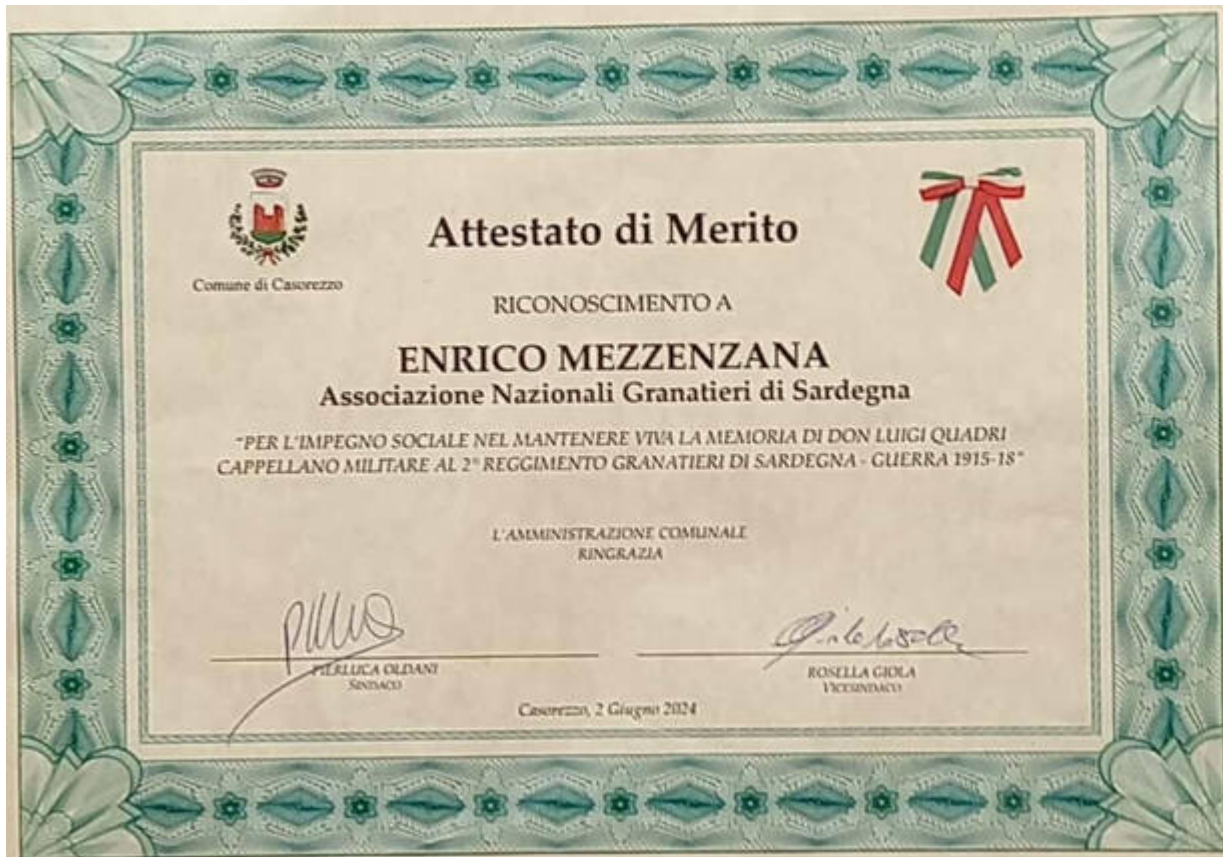 Comune di Casorezzo
Attestato di Merito
RICONOSCIMENTO A
ENRICO MEZZENZANA
Associazione Nazionali Granatieri di Sardegna
"PER L'IMPEGNO SOCIALE NEL MANTENERE VIVA LA MEMORIA DI DON LUIGI QUADRI
CAPPELLANO MILITARE AL 2° REGGIMENTO GRANATIERI DI SARDEGNA - GUERRA 1915-18"
L'AMMINISTRAZIONE COMUNALE
RINGRAZIA
PIERLUCA OLDANI
SINDACO
ROSELLA GIOLA
VICESINDACO
Casorezzo, 2 Giugno 2024